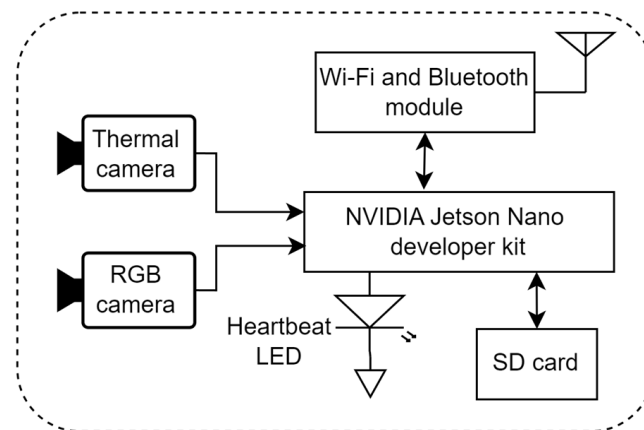 Wi-Fi and Bluetooth
module
Thermal
camera
NVIDIA Jetson Nano
developer kit
RGB
camera
Heartbeat
LED
SD card